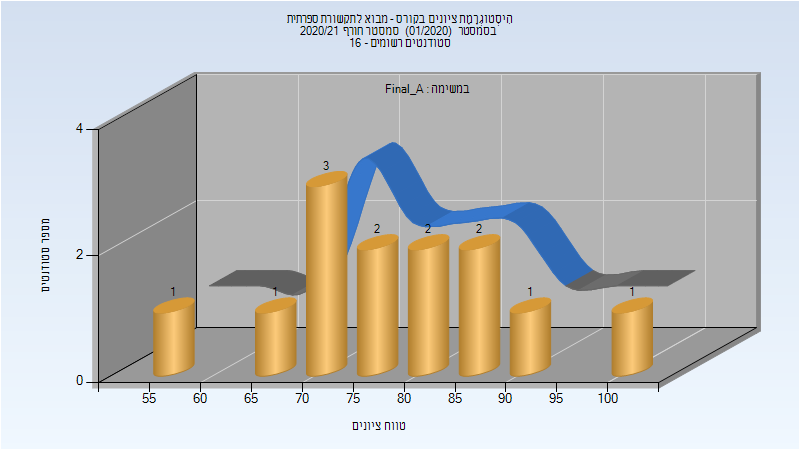 היסטוגרמת ציונים בקורס - מבוא לתקשורת ספרתית
בסמסטר (01/2020) סמסטר חורף 2020/21
סטודנטים רשומים - 16
במשימה : Final_A
מספר סטודנטים
4
2
0
1
1
3
2
2
2
1
1
55 60 65 70 75 80 85 90 95 100
טווח ציונים